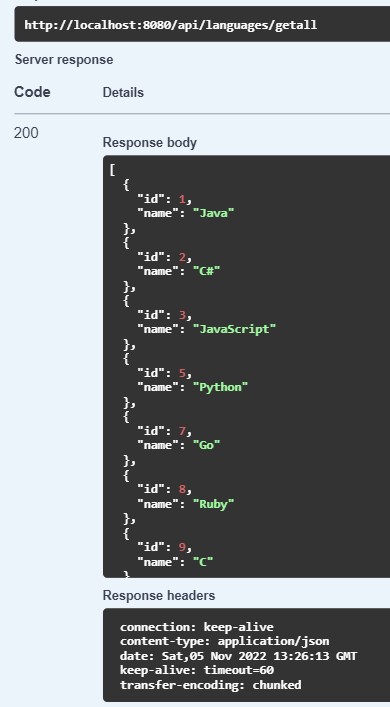 http://localhost:8080/api/languages/getall
Server response
Code Details
200
Response body
[
  {
    "id": 1,
    "name": "Java"
  },
  {
    "id": 2,
    "name": "C#"
  },
  {
    "id": 3,
    "name": "JavaScript"
  },
  {
    "id": 5,
    "name": "Python"
  },
  {
    "id": 7,
    "name": "Go"
  },
  {
    "id": 8,
    "name": "Ruby"
  },
  {
    "id": 9,
    "name": "C"
  }
Response headers
connection: keep-alive
content-type: application/json
date: Sat,05 Nov 2022 13:26:13 GMT
keep-alive: timeout=60
transfer-encoding: chunked